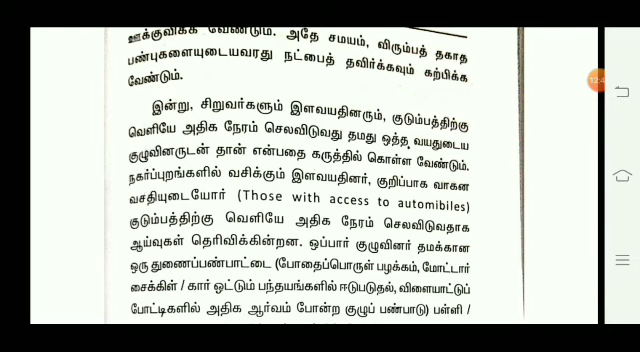 ஊக்குவிக்க வேண்டும். அதே சமயம், விரும்பத் தகாத
பண்புகளையுடையவரது நட்பைத் தவிர்க்கவும் கற்பிக்க
வேண்டும்.
இன்று, சிறுவர்களும் இளவயதினரும், குடும்பத்திற்கு
வெளியே அதிக நேரம் செலவிடுவது தமது ஒத்த வயதுடைய
குழுவினருடன் தான் என்பதை கருத்தில் கொள்ள வேண்டும்.
நகர்ப்புறங்களில் வசிக்கும் இளவயதினர், குறிப்பாக வாகன
வசதியுடையோர் (Those with access to automibiles)
குடும்பத்திற்கு வெளியே அதிக நேரம் செலவிடுவதாக
ஆய்வுகள் தெரிவிக்கின்றன. ஒப்பார் குழுவினர் தமக்கான
ஒரு துணைப்பண்பாட்டை (போதைப்பொருள் பழக்கம், மோட்டார்
சைக்கிள் / கார் ஓட்டும் பந்தயங்களில் ஈடுபடுதல், விளையாட்டுப்
போட்டிகளில் அதிக ஆர்வம் போன்ற குழுப் பண்பாடு) பள்ளி /